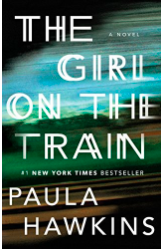 THE
A NOVEL
GIRL
ON THE
TRAIN
#1 NEW YORK TIMES BESTSELLER
PAULA
HAWKINS